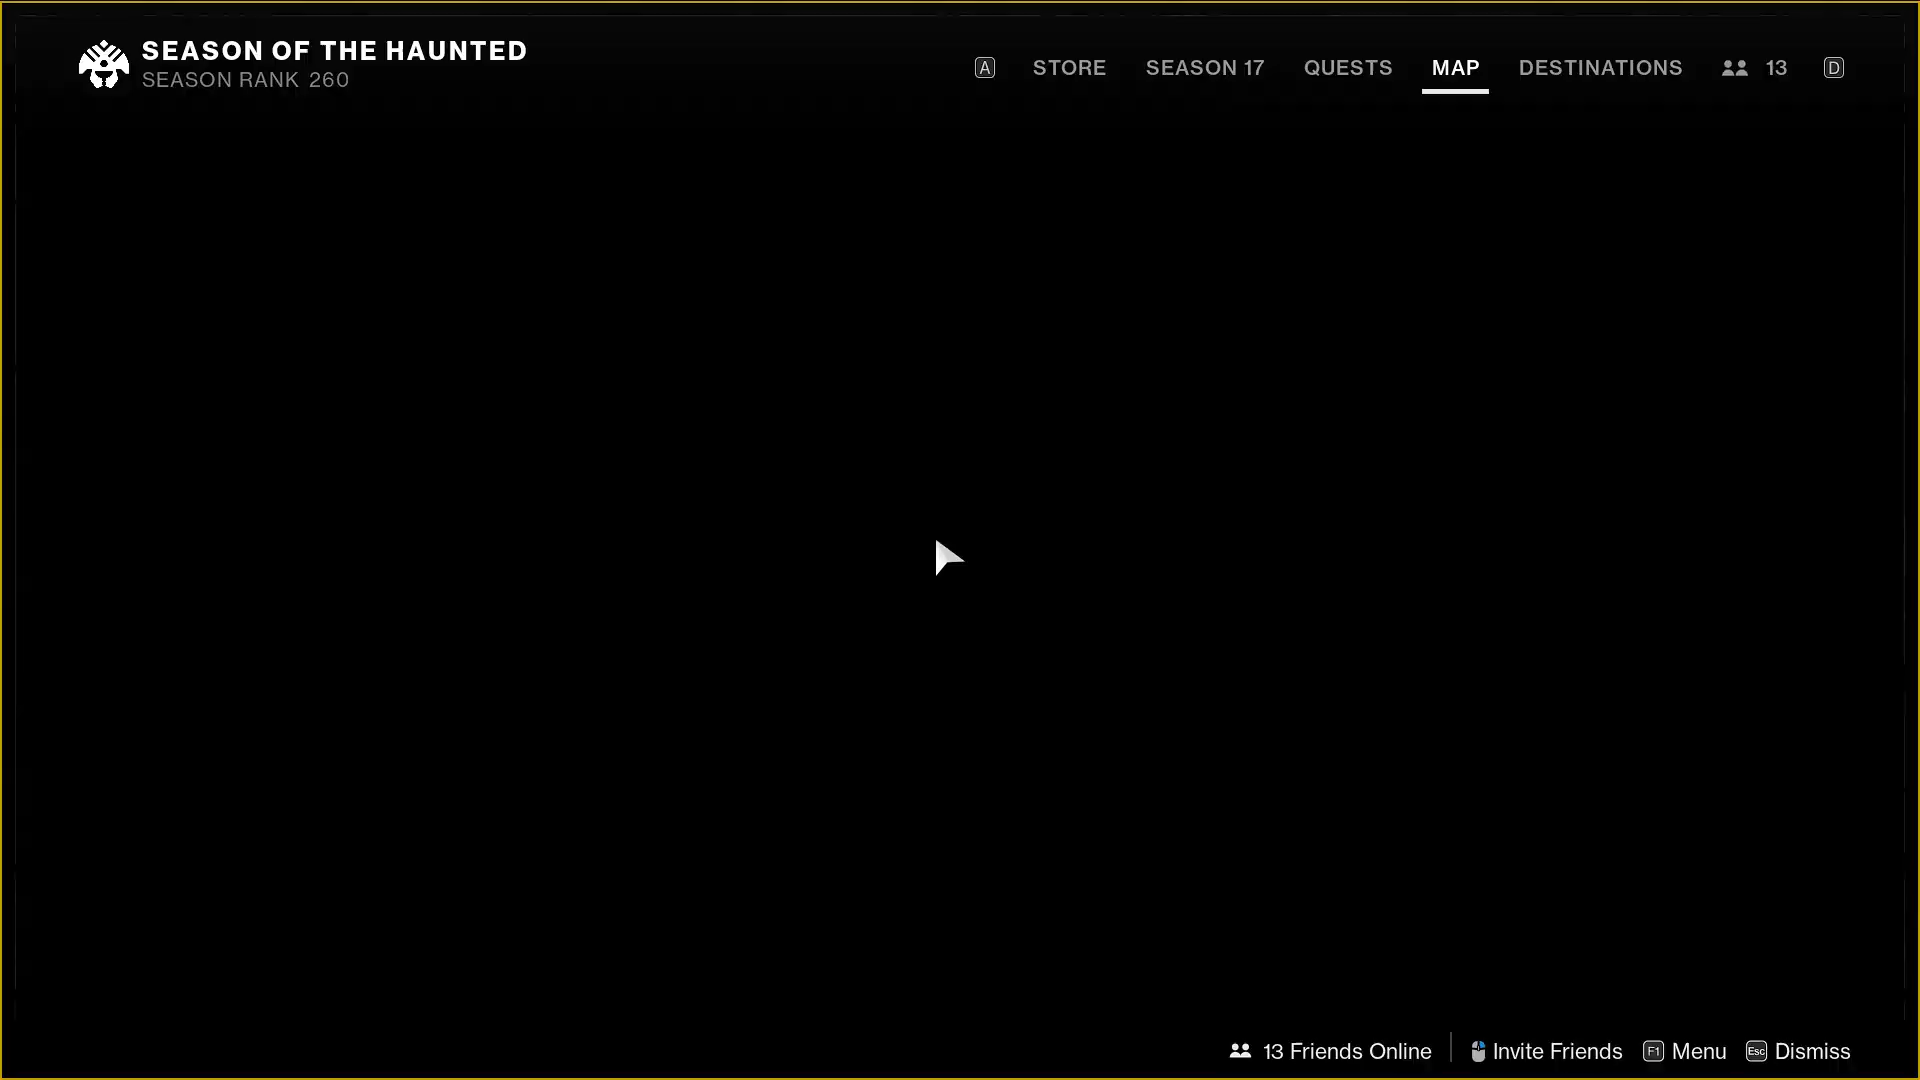 SEASON OF THE HAUNTED
SEASON RANK 260
A STORE SEASON 17 QUESTS MAP DESTINATIONS 13 D
13 Friends Online Invite Friends F1 Menu Esc Dismiss